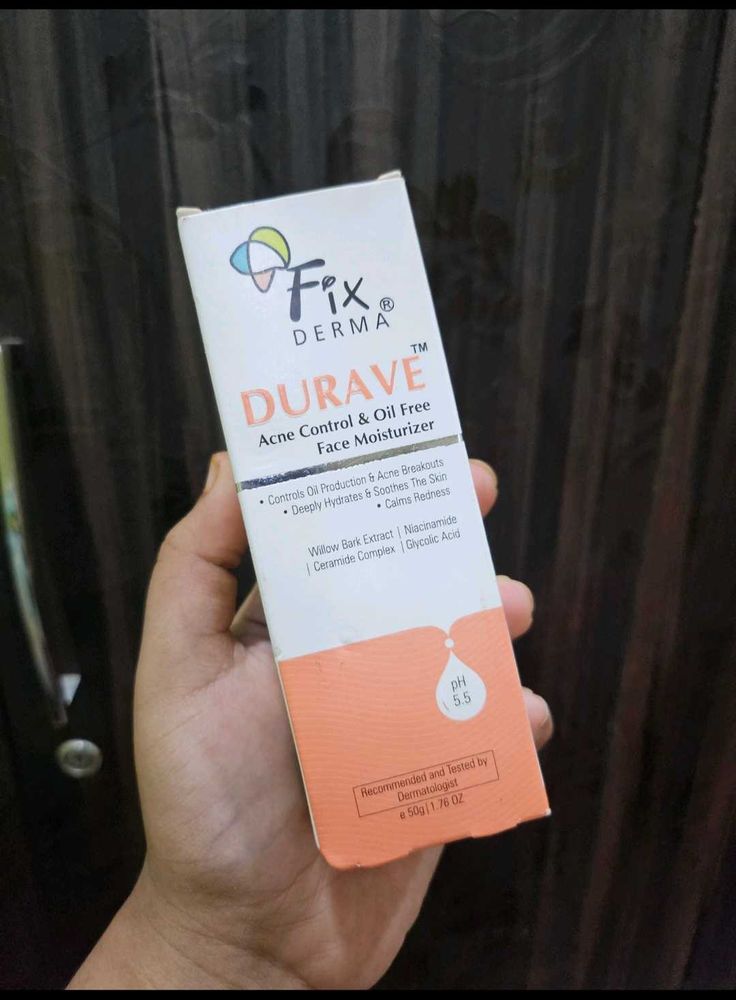 Fix®
DERMA
DURAVE™
Acne Control & Oil Free
Face Moisturizer
• Controls Oil Production & Acne Breakouts
• Deeply Hydrates & Soothes The Skin
• Calms Redness
Willow Bark Extract | Niacinamide
| Ceramide Complex | Glycolic Acid
pH
5.5
Recommended and Tested by
Dermatologist
e 50g | 1.76 OZ